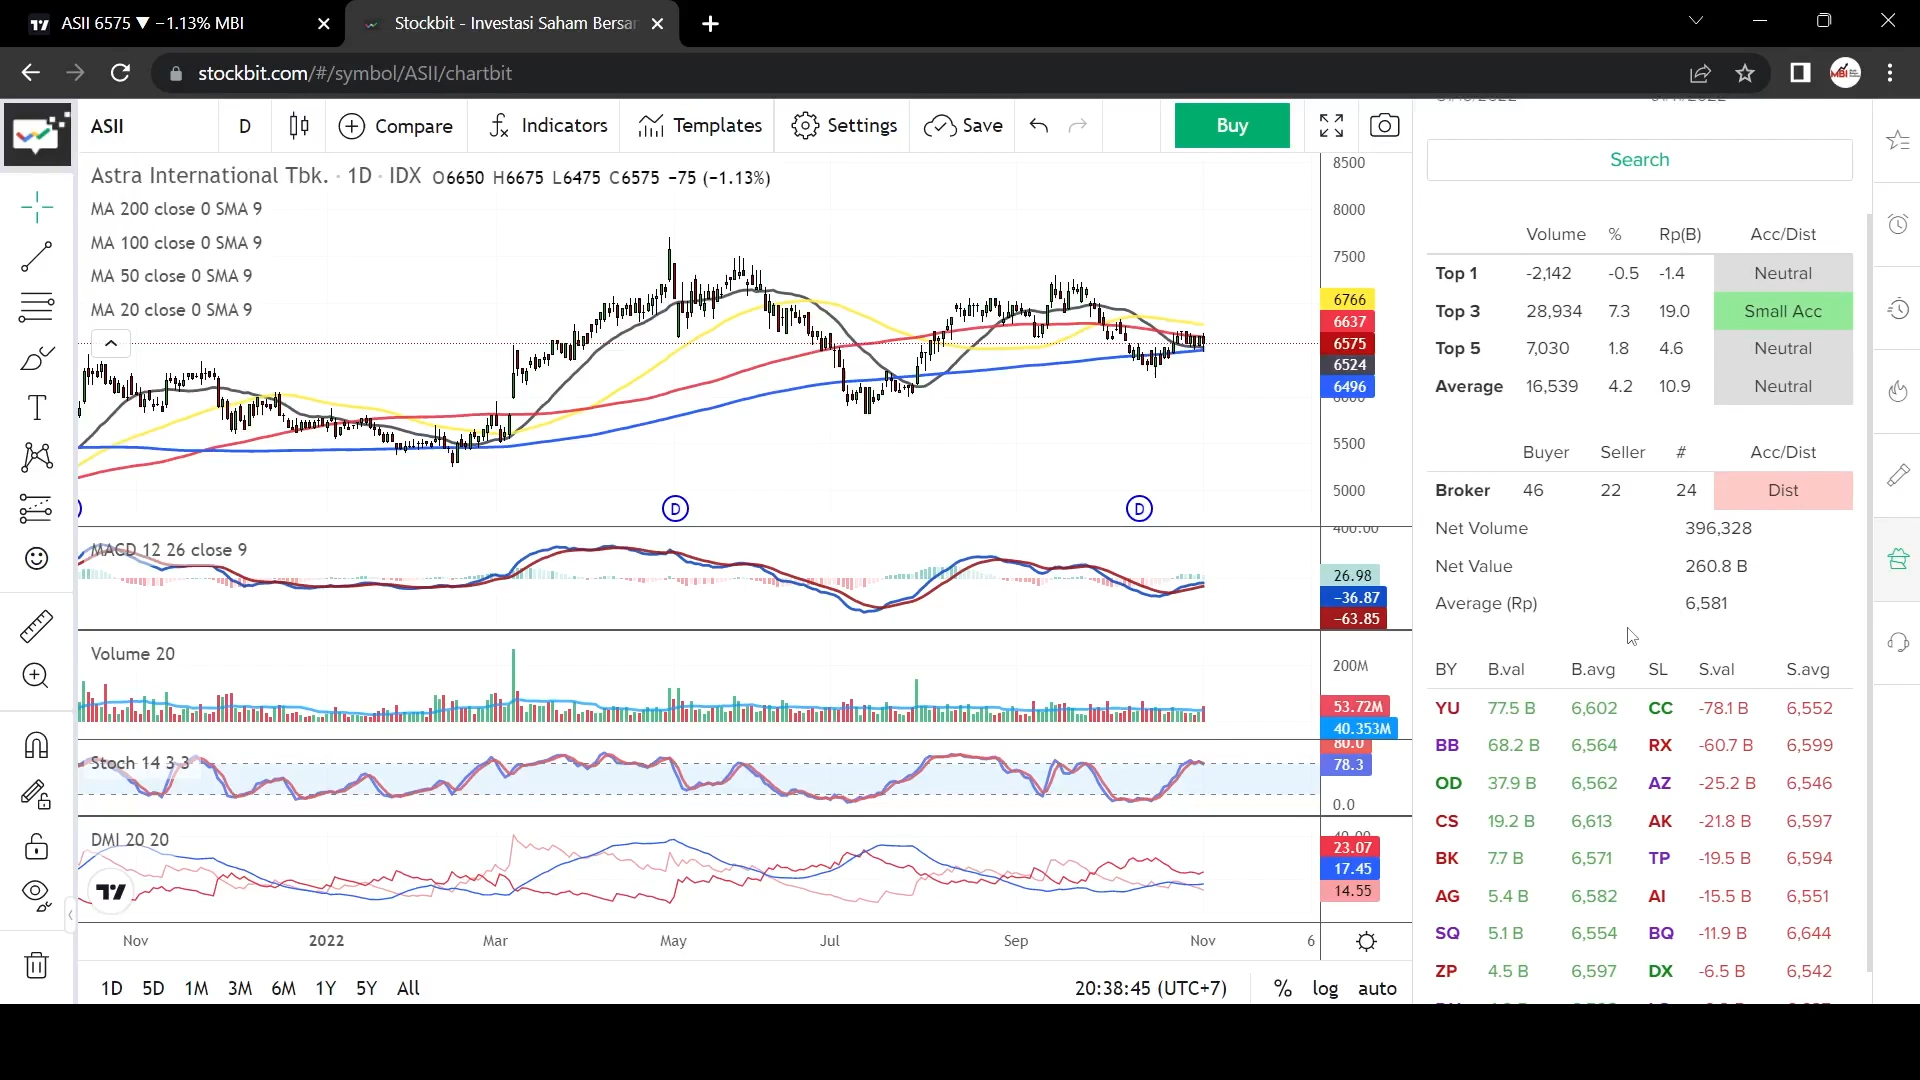 ASII 6575 ▼ −1.13% MBI
Stockbit - Investasi Saham Bersa
stockbit.com/#/symbol/ASII/chartbit
MBI
ASII
D
Compare
Indicators
Templates
Settings
Save
Buy
Astra International Tbk. · 1D · IDX O6650 H6675 L6475 C6575 −75 (−1.13%)
MA 200 close 0 SMA 9
MA 100 close 0 SMA 9
MA 50 close 0 SMA 9
MA 20 close 0 SMA 9
8500
8000
7500
6766
6637
6575
6524
6496
6000
5500
5000
D
D
MACD 12 26 close 9
400.00
26.98
−36.87
−63.85
Volume 20
200M
53.72M
40.353M
Stoch 14 3 3
80.0
78.3
0.0
DMI 20 20
40.00
23.07
17.45
14.55
Nov 2022 Mar May Jul Sep Nov 6
1D 5D 1M 3M 6M 1Y 5Y All
20:38:45 (UTC+7) % log auto
Search
Volume % Rp(B) Acc/Dist
Top 1 -2,142 -0.5 -1.4 Neutral
Top 3 28,934 7.3 19.0 Small Acc
Top 5 7,030 1.8 4.6 Neutral
Average 16,539 4.2 10.9 Neutral
Buyer Seller # Acc/Dist
Broker 46 22 24 Dist
Net Volume 396,328
Net Value 260.8 B
Average (Rp) 6,581
BY B.val B.avg SL S.val S.avg
YU 77.5 B 6,602 CC -78.1 B 6,552
BB 68.2 B 6,564 RX -60.7 B 6,599
OD 37.9 B 6,562 AZ -25.2 B 6,546
CS 19.2 B 6,613 AK -21.8 B 6,597
BK 7.7 B 6,571 TP -19.5 B 6,594
AG 5.4 B 6,582 AI -15.5 B 6,551
SQ 5.1 B 6,554 BQ -11.9 B 6,644
ZP 4.5 B 6,597 DX -6.5 B 6,542